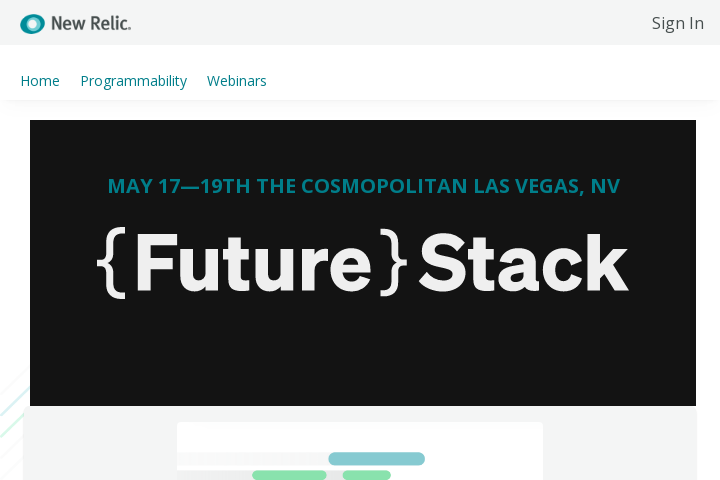 New Relic.
Sign In
Home
Programmability
Webinars
MAY 17—19TH THE COSMOPOLITAN LAS VEGAS, NV
{Future}Stack